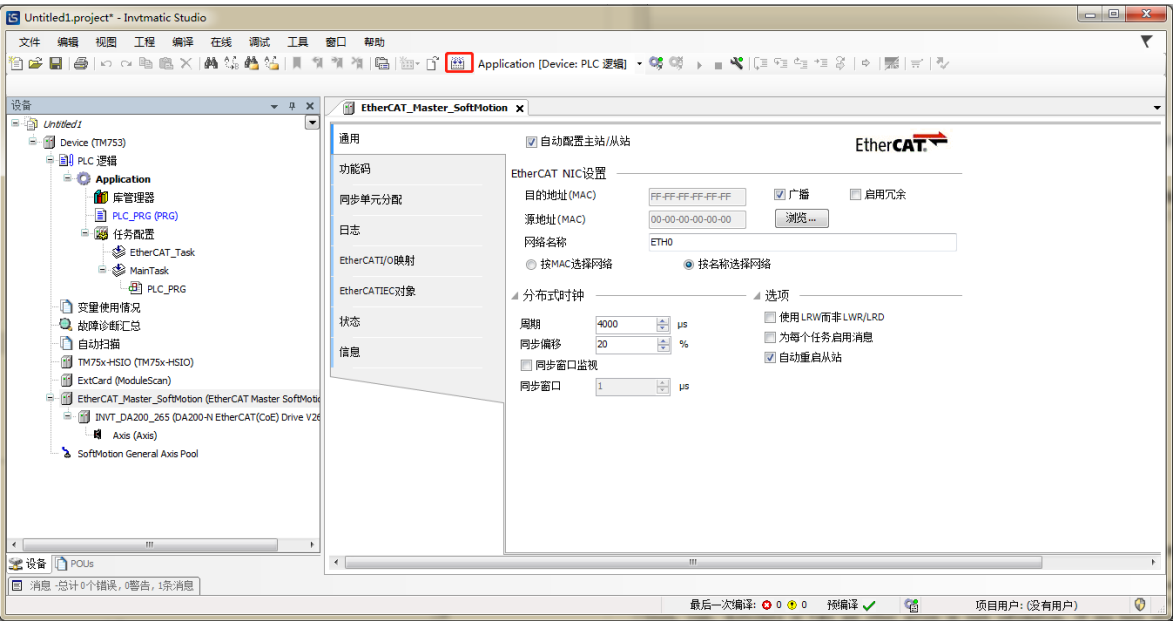 Untitled1.project* - Invtmatic Studio
文件 编辑 视图 工程 编译 在线 调试 工具 窗口 帮助
Application [Device: PLC 逻辑]
设备
EtherCAT_Master_SoftMotion
Untitled1
Device (TM753)
PLC 逻辑
Application
库管理器
PLC_PRG (PRG)
任务配置
EtherCAT_Task
MainTask
PLC_PRG
变量使用情况
故障诊断汇总
自动扫描
TM75x-HSIO (TM75x-HSIO)
ExtCard (ModuleScan)
EtherCAT_Master_SoftMotion (EtherCAT Master SoftMotic
INVT_DA200_265 (DA200-N EtherCAT(CoE) Drive V26
Axis (Axis)
SoftMotion General Axis Pool
通用
功能码
同步单元分配
日志
EtherCATI/O映射
EtherCATIEC对象
状态
信息
自动配置主站/从站
EtherCAT
EtherCAT NIC设置
目的地址(MAC) FF-FF-FF-FF-FF-FF 广播 启用冗余
源地址(MAC) 00-00-00-00-00-00 浏览...
网络名称 ETH0
按MAC选择网络 按名称选择网络
分布式时钟 选项
周期 4000 µs
使用LRW而非LWR/LRD
同步偏移 20 %
为每个任务启用消息
同步窗口监视
自动重启从站
同步窗口 1 µs
设备 POUs
消息 -总计0个错误, 0警告, 1条消息
最后一次编译: 0 0 预编译 项目用户: (没有用户)